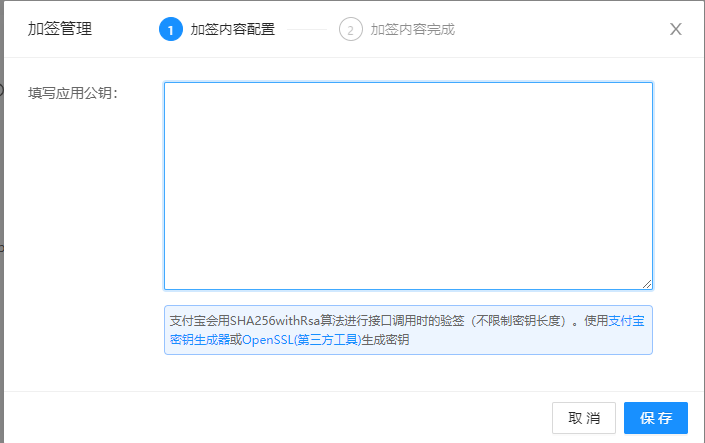 加签管理
1 加签内容配置
2 加签内容完成
填写应用公钥:
支付宝会用SHA256withRsa算法进行接口调用时的验签（不限制密钥长度）。使用支付宝
密钥生成器或OpenSSL(第三方工具)生成密钥
取 消
保 存